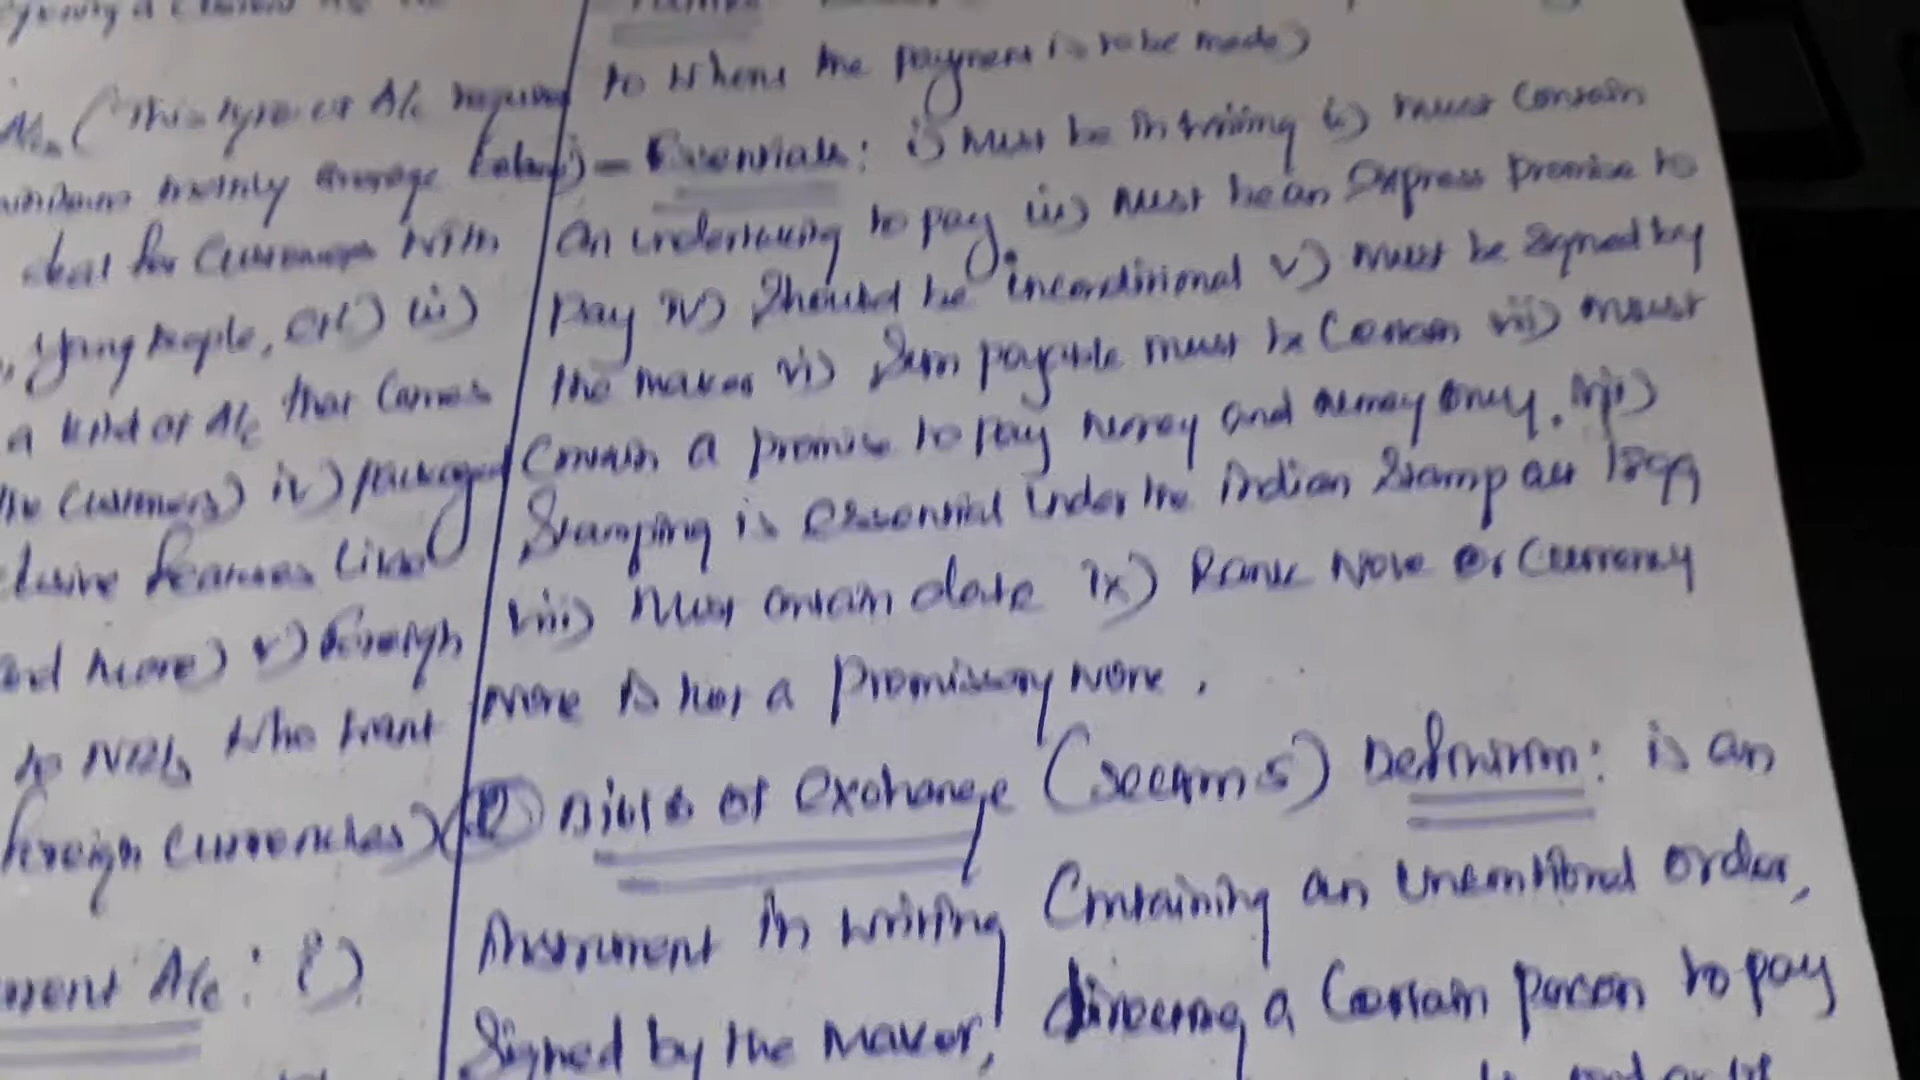 to whom the payment is to be made)
- Essentials: i) must be in writing ii) must contain
an undertaking to pay iii) must be an express promise to
pay iv) should be unconditional v) must be signed by
the maker vi) Sum payable must be certain vii) must
contain a promise to pay money and money only.
Stamping is essential under the Indian Stamp act 1899
viii) Must contain date ix) Bank Note or Currency
Note is not a Promissory Note.
Bills of exchange (section 5) Definition: is an
Instrument in writing Containing an unconditional order,
Signed by the maker, directing a Certain person to pay
A/c (This type of A/c requires
monthly average
deal for Customers with
, young people, etc) iii)
a kind of A/c that comes
the customers) iv) packaged
features like
and more) v) Foreign
to NRIs who want
foreign currencies)
A/c: i)